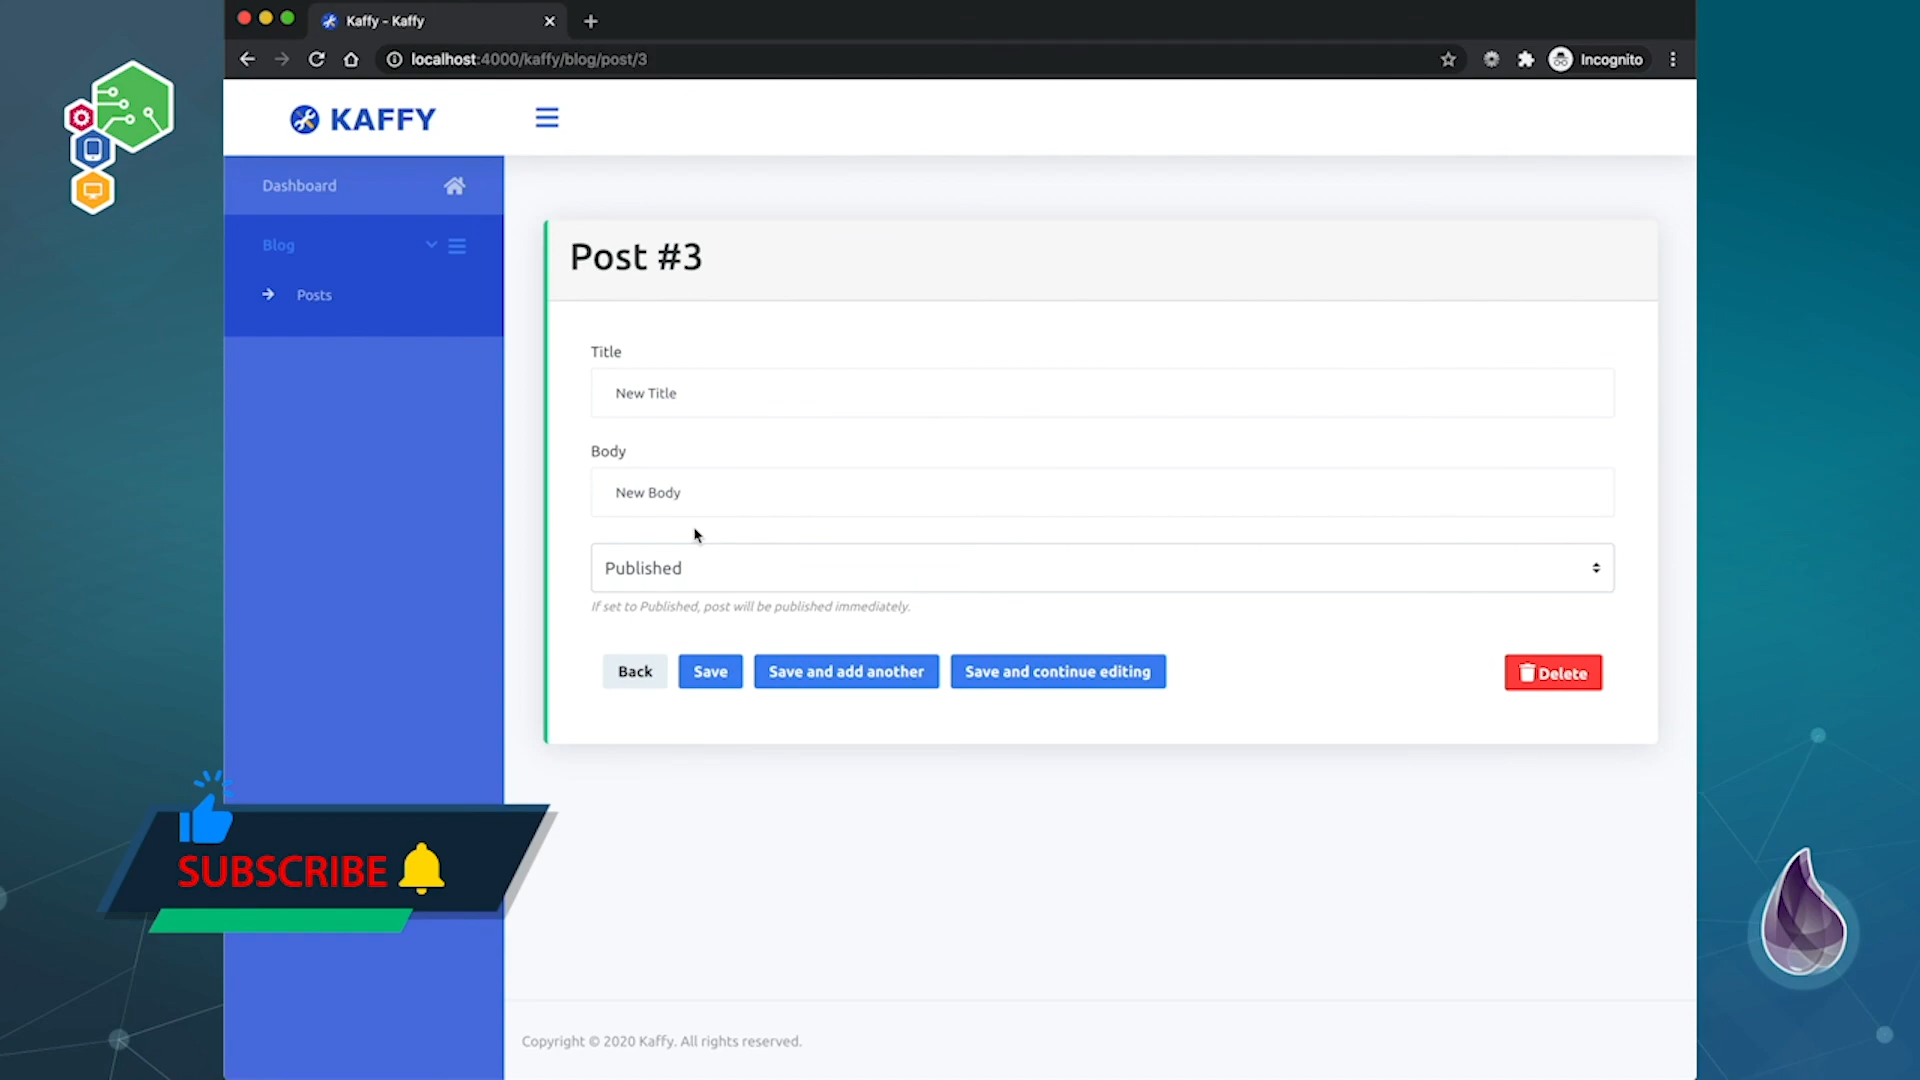 Kaffy - Kaffy
localhost:4000/kaffy/blog/post/3
Incognito
KAFFY
Dashboard
Blog
Posts
Post #3
Title
New Title
Body
New Body
Published
If set to Published, post will be published immediately.
Back
Save
Save and add another
Save and continue editing
Delete
SUBSCRIBE
Copyright © 2020 Kaffy. All rights reserved.